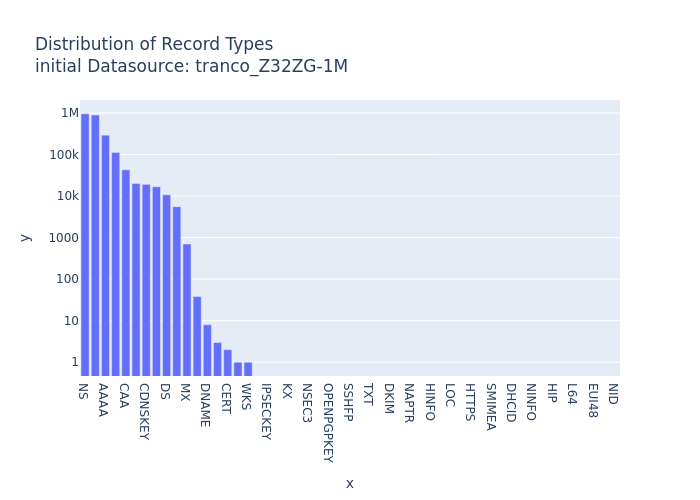 Distribution of Record Types
initial Datasource: tranco_Z32ZG-1M
1M
100k
10k
1000
100
10
1
y
NS
AAAA
CAA
CDNSKEY
DS
MX
DNAME
CERT
WKS
IPSECKEY
KX
NSEC3
OPENPGPKEY
SSHFP
TXT
DKIM
NAPTR
HINFO
LOC
HTTPS
SMIMEA
DHCID
NINFO
HIP
L64
EUI48
NID
x